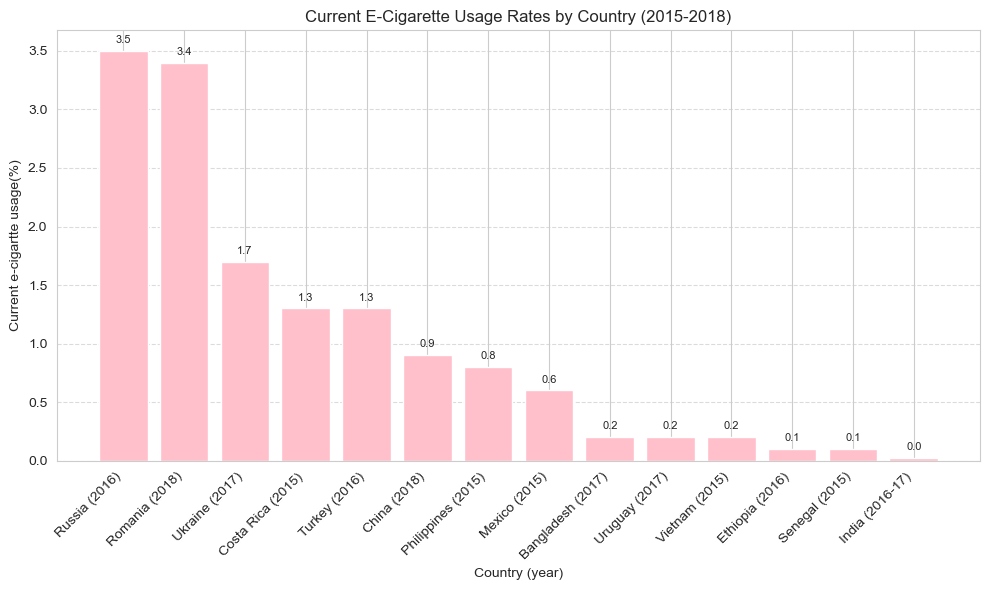 Current E-Cigarette Usage Rates by Country (2015-2018)
Current e-cigartte usage(%)
3.5
3.0
2.5
2.0
1.5
1.0
0.5
0.0
3.5
3.4
1.7
1.3
1.3
0.9
0.8
0.6
0.2
0.2
0.2
0.1
0.1
0.0
Russia (2016)
Romania (2018)
Ukraine (2017)
Costa Rica (2015)
Turkey (2016)
China (2018)
Philippines (2015)
Mexico (2015)
Bangladesh (2017)
Uruguay (2017)
Vietnam (2015)
Ethiopia (2016)
Senegal (2015)
India (2016-17)
Country (year)